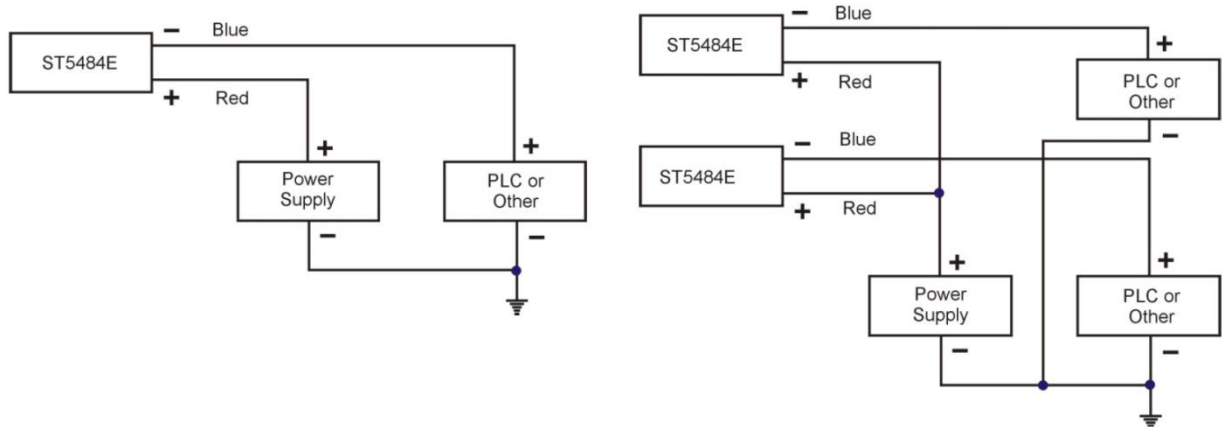 − Blue
ST5484E
+ Red
+
Power
Supply
−
+
PLC or
Other
−
− Blue
ST5484E
+ Red
+
PLC or
Other
−
− Blue
ST5484E
+ Red
+
Power
Supply
−
+
PLC or
Other
−